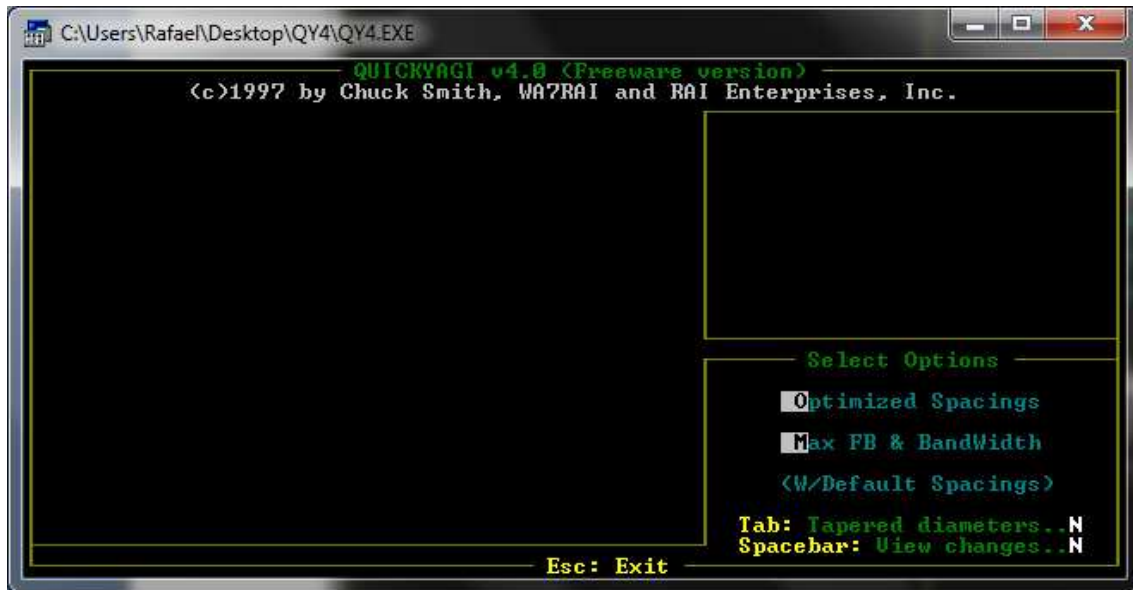 C:\Users\Rafael\Desktop\QY4\QY4.EXE
QUICKYAGI v4.0 (Freeware version)
(c)1997 by Chuck Smith, WA7RAI and RAI Enterprises, Inc.
Select Options
Optimized Spacings
Max FB & BandWidth
(W/Default Spacings)
Tab: Tapered diameters..N
Spacebar: View changes..N
Esc: Exit